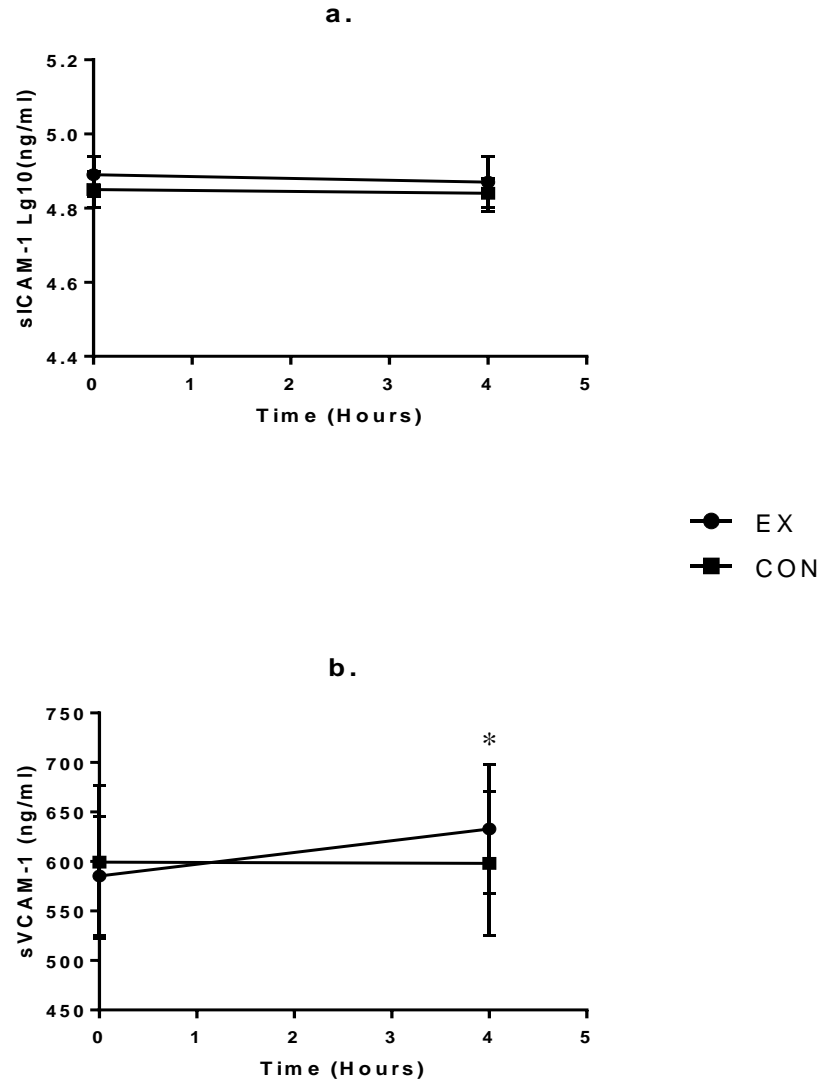 a.
5.2
5.0
4.8
4.6
4.4
sICAM-1 Lg10(ng/ml)
0 1 2 3 4 5
Time (Hours)
EX
CON
b.
750
700
650
600
550
500
450
sVCAM-1 (ng/ml)
*
0 1 2 3 4 5
Time (Hours)